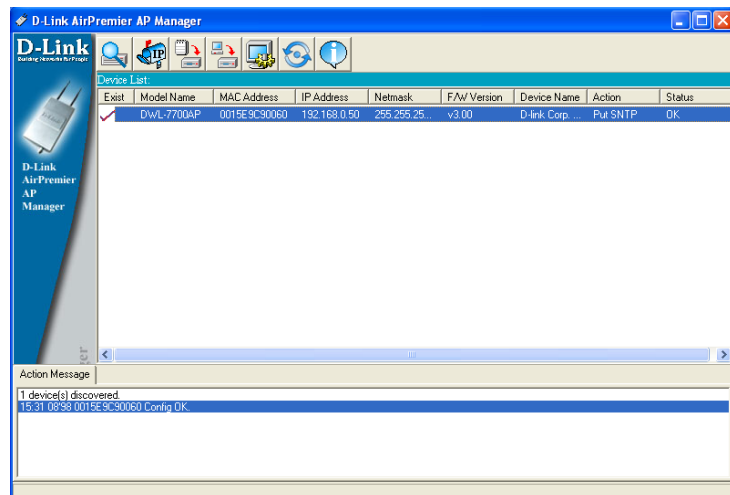 D-Link AirPremier AP Manager
D-Link
Building Networks for People
IP
Device List:
Exist Model Name MAC Address IP Address Netmask F/W Version Device Name Action Status
DWL-7700AP 0015E9C90060 192.168.0.50 255.255.25... v3.00 D-link Corp. ... Put SNTP OK
D-Link
AirPremier
AP
Manager
Action Message
1 device(s) discovered.
15:31 08'98 0015E9C90060 Config OK.